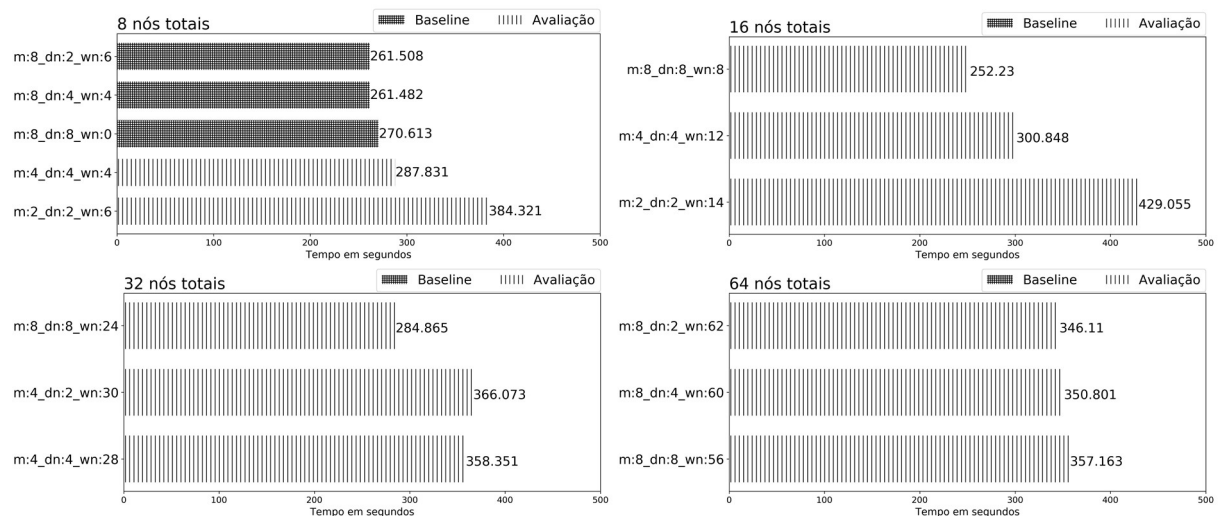 8 nós totais
Baseline Avaliação
m:8_dn:2_wn:6 261.508
m:8_dn:4_wn:4 261.482
m:8_dn:8_wn:0 270.613
m:4_dn:4_wn:4 287.831
m:2_dn:2_wn:6 384.321
0 100 200 300 400 500
Tempo em segundos
16 nós totais
Baseline Avaliação
m:8_dn:8_wn:8 252.23
m:4_dn:4_wn:12 300.848
m:2_dn:2_wn:14 429.055
0 100 200 300 400 500
Tempo em segundos
32 nós totais
Baseline Avaliação
m:8_dn:8_wn:24 284.865
m:4_dn:2_wn:30 366.073
m:4_dn:4_wn:28 358.351
0 100 200 300 400 500
Tempo em segundos
64 nós totais
Baseline Avaliação
m:8_dn:2_wn:62 346.11
m:8_dn:4_wn:60 350.801
m:8_dn:8_wn:56 357.163
0 100 200 300 400 500
Tempo em segundos